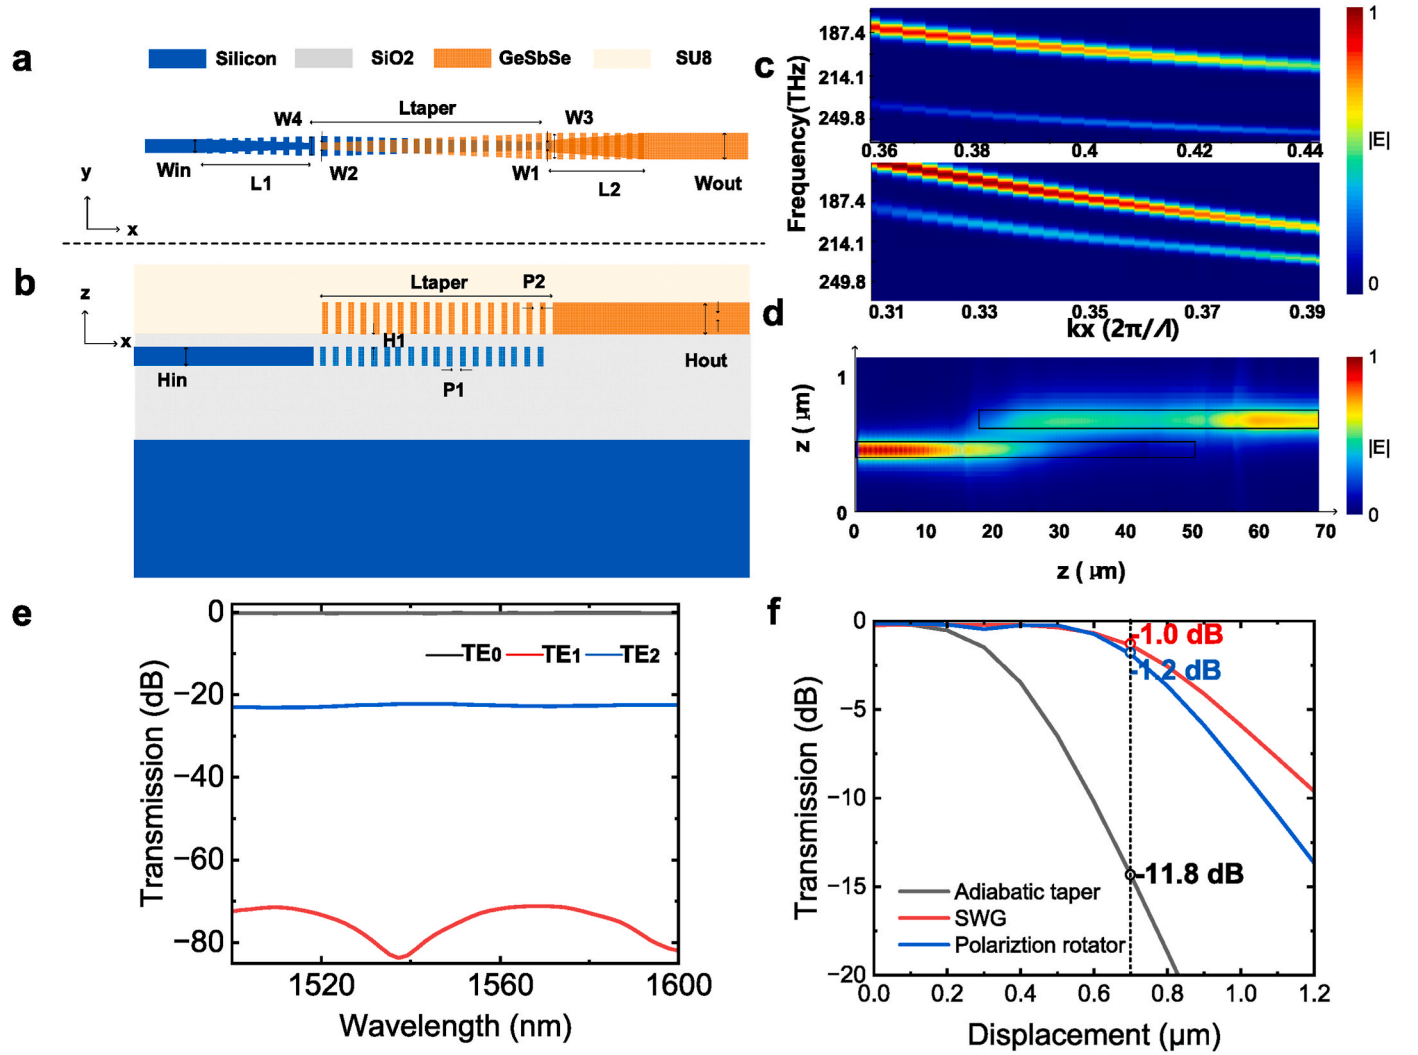 a
Silicon SiO2 GeSbSe SU8
Ltaper
W4 W3
Win W2 W1 Wout
L1 L2
y
x
b
z
x
Ltaper P2
H1
Hin Hout
P1
c
Frequency(THz)
187.4
214.1
249.8
0.36 0.38 0.4 0.42 0.44
187.4
214.1
249.8
0.31 0.33 0.35 0.37 0.39
kx (2π/Λ)
1
|E|
0
d
z ( μm)
1
0
0 10 20 30 40 50 60 70
z ( μm)
1
|E|
0
e
Transmission (dB)
0
−20
−40
−60
−80
TE0 TE1 TE2
1520 1560 1600
Wavelength (nm)
f
Transmission (dB)
0
−5
−10
−15
−20
-1.0 dB
-1.2 dB
-11.8 dB
Adiabatic taper
SWG
Polariztion rotator
0.0 0.2 0.4 0.6 0.8 1.0 1.2
Displacement (μm)